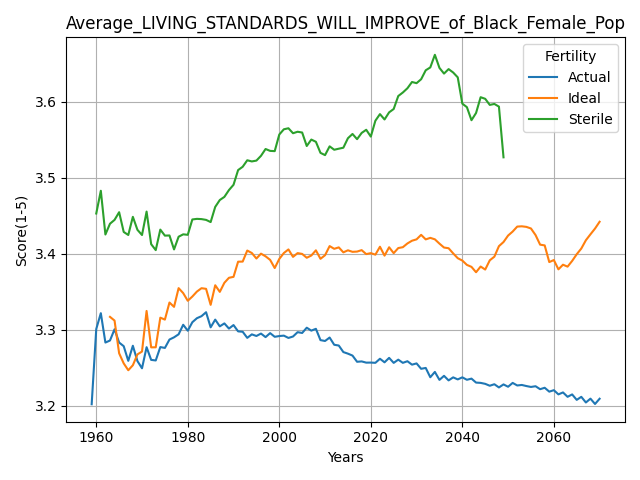 Average_LIVING_STANDARDS_WILL_IMPROVE_of_Black_Female_Pop
Fertility
Actual
Ideal
Sterile
Score(1-5)
3.6
3.5
3.4
3.3
3.2
1960 1980 2000 2020 2040 2060
Years